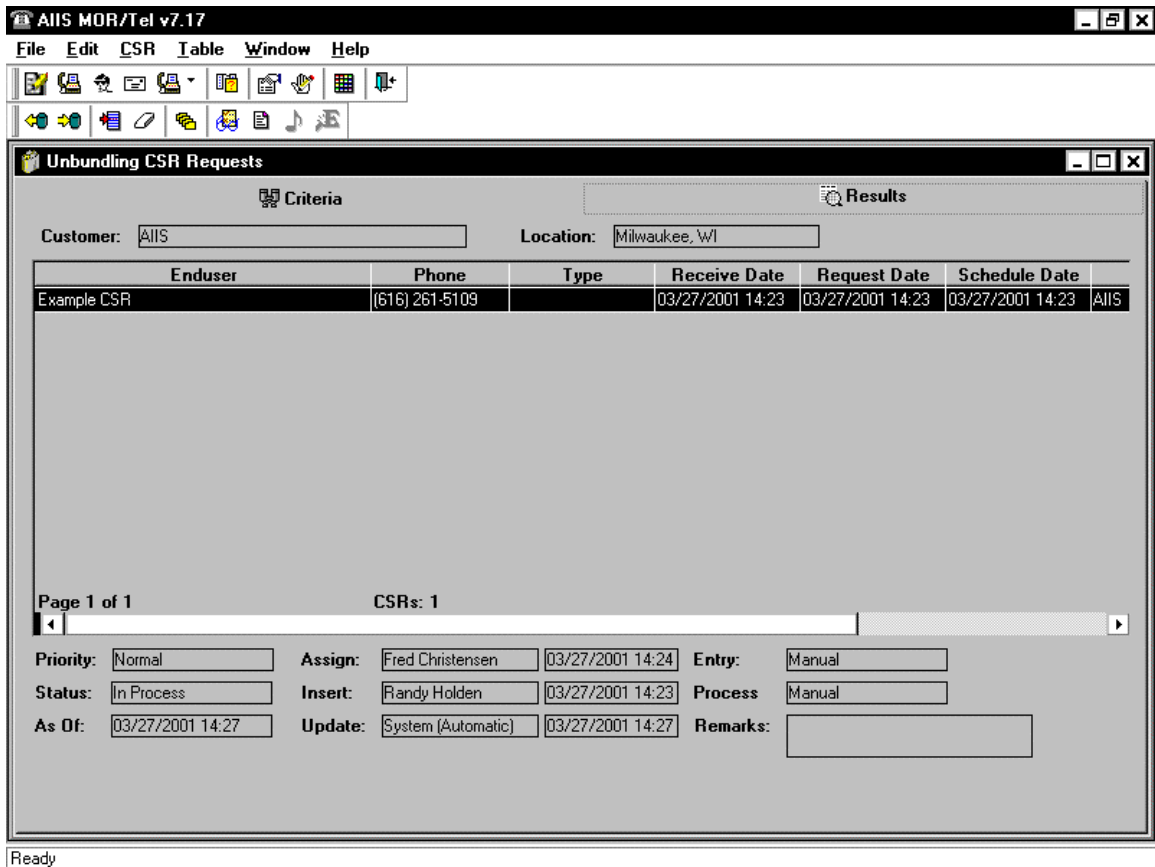 AIIS MOR/Tel v7.17
File Edit CSR Table Window Help
Unbundling CSR Requests
Criteria Results
Customer: AIIS Location: Milwaukee, WI
Enduser Phone Type Receive Date Request Date Schedule Date
Example CSR (616) 261-5109 03/27/2001 14:23 03/27/2001 14:23 03/27/2001 14:23 AIIS
Page 1 of 1 CSRs: 1
Priority: Normal Assign: Fred Christensen 03/27/2001 14:24 Entry: Manual
Status: In Process Insert: Randy Holden 03/27/2001 14:23 Process Manual
As Of: 03/27/2001 14:27 Update: System (Automatic) 03/27/2001 14:27 Remarks:
Ready